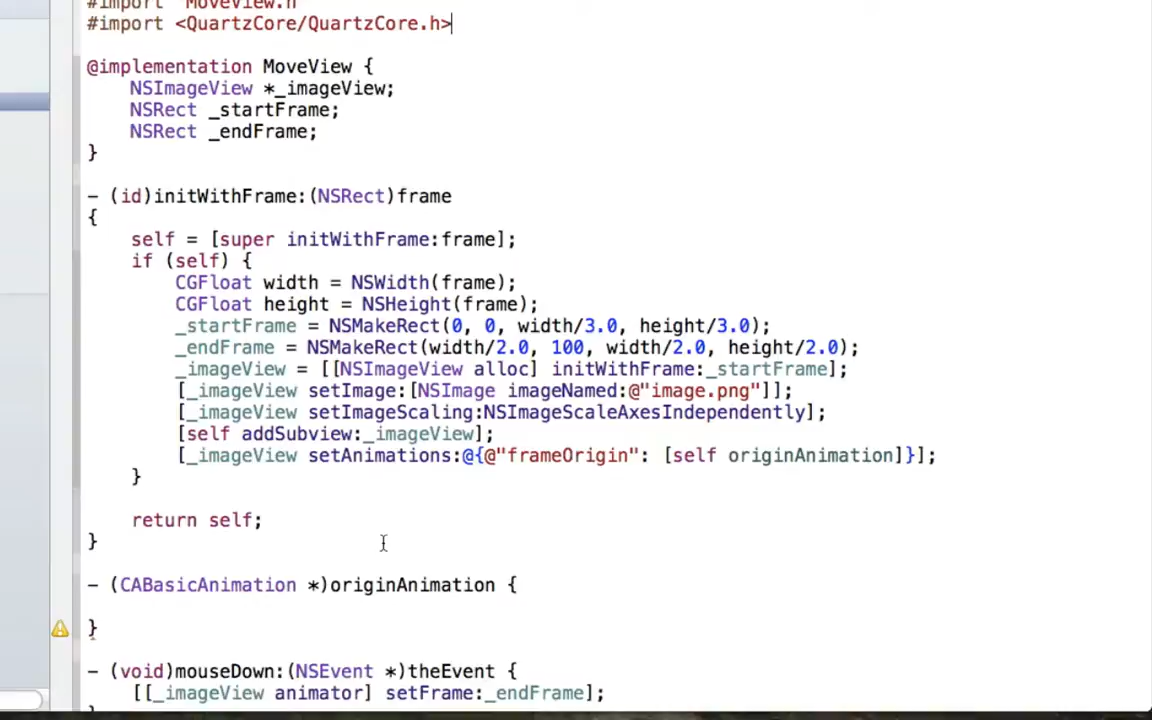 #import "MoveView.h"
#import <QuartzCore/QuartzCore.h>
@implementation MoveView {
NSImageView *_imageView;
NSRect _startFrame;
NSRect _endFrame;
}
- (id)initWithFrame:(NSRect)frame
{
self = [super initWithFrame:frame];
if (self) {
CGFloat width = NSWidth(frame);
CGFloat height = NSHeight(frame);
_startFrame = NSMakeRect(0, 0, width/3.0, height/3.0);
_endFrame = NSMakeRect(width/2.0, 100, width/2.0, height/2.0);
_imageView = [[NSImageView alloc] initWithFrame:_startFrame];
[_imageView setImage:[NSImage imageNamed:@"image.png"]];
[_imageView setImageScaling:NSImageScaleAxesIndependently];
[self addSubview:_imageView];
[_imageView setAnimations:@{@"frameOrigin": [self originAnimation]}];
}
return self;
}
- (CABasicAnimation *)originAnimation {
}
- (void)mouseDown:(NSEvent *)theEvent {
[[_imageView animator] setFrame:_endFrame];